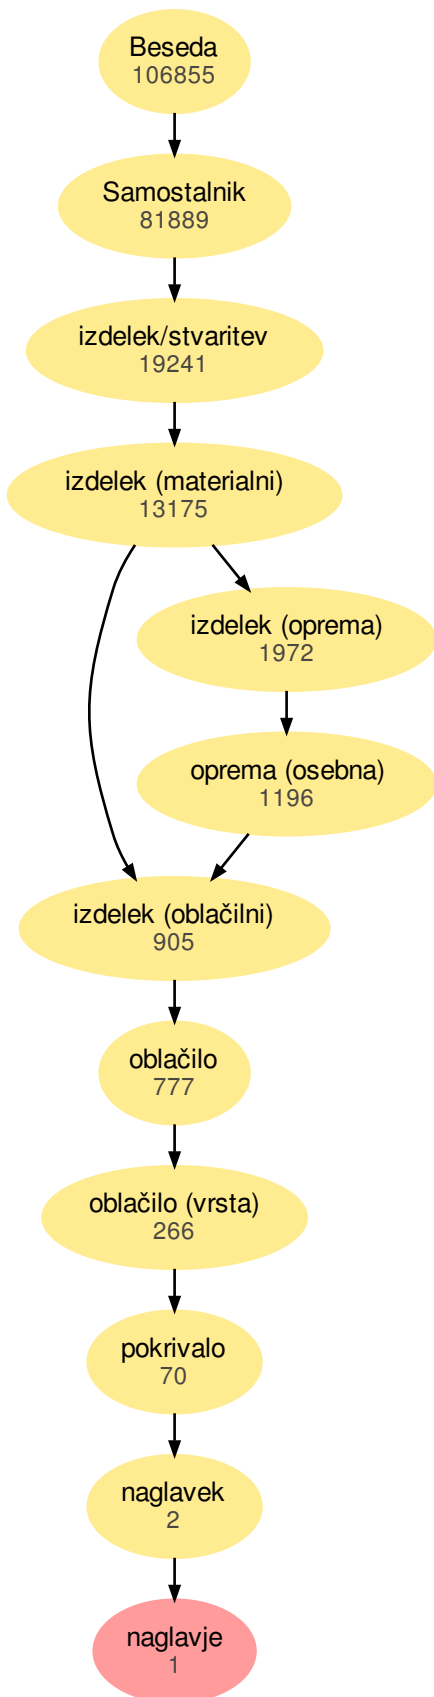 Beseda
106855
Samostalnik
81889
izdelek/stvaritev
19241
izdelek (materialni)
13175
izdelek (oprema)
1972
oprema (osebna)
1196
izdelek (oblačilni)
905
oblačilo
777
oblačilo (vrsta)
266
pokrivalo
70
naglavek
2
naglavje
1